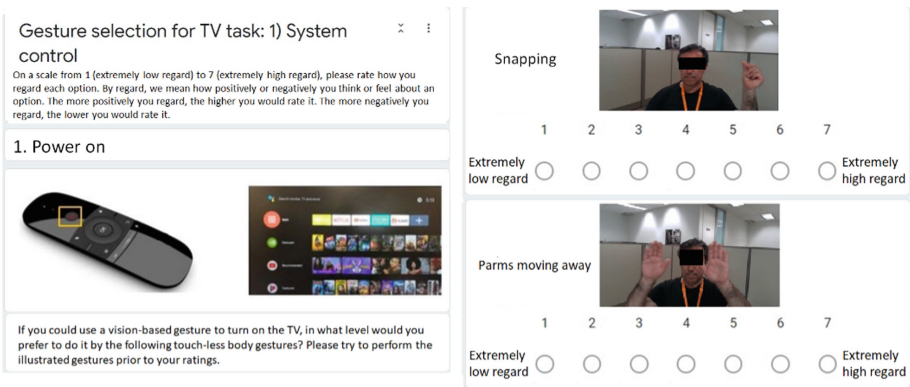 Gesture selection for TV task: 1) System
control
On a scale from 1 (extremely low regard) to 7 (extremely high regard), please rate how you
regard each option. By regard, we mean how positively or negatively you think or feel about an
option. The more positively you regard, the higher you would rate it. The more negatively you
regard, the lower you would rate it.
1. Power on
If you could use a vision-based gesture to turn on the TV, in what level would you
prefer to do it by the following touch-less body gestures? Please try to perform the
illustrated gestures prior to your ratings.
Snapping
1 2 3 4 5 6 7
Extremely
low regard
Extremely
high regard
Parms moving away
1 2 3 4 5 6 7
Extremely
low regard
Extremely
high regard